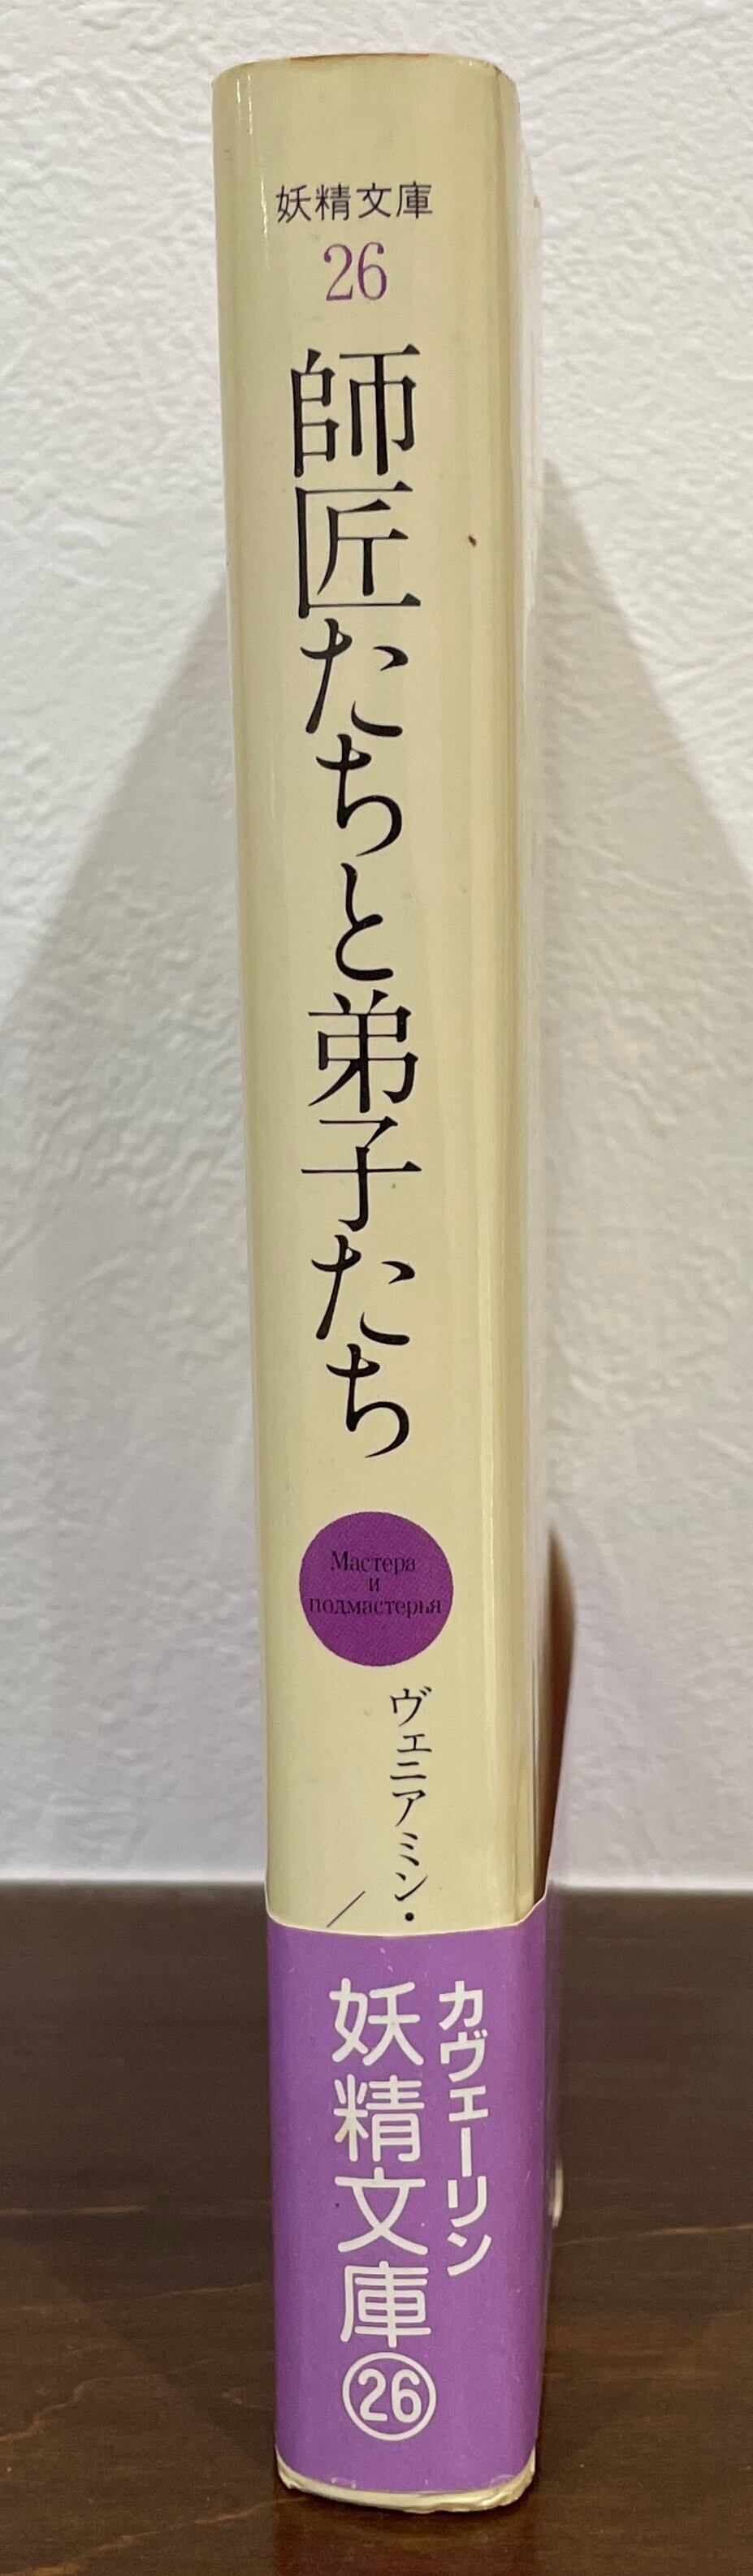 妖精文庫
26
師匠たちと弟子たち
Мастера
и
подмастерья
ヴェニアミン・
／
カヴェーリン
妖精文庫㉖